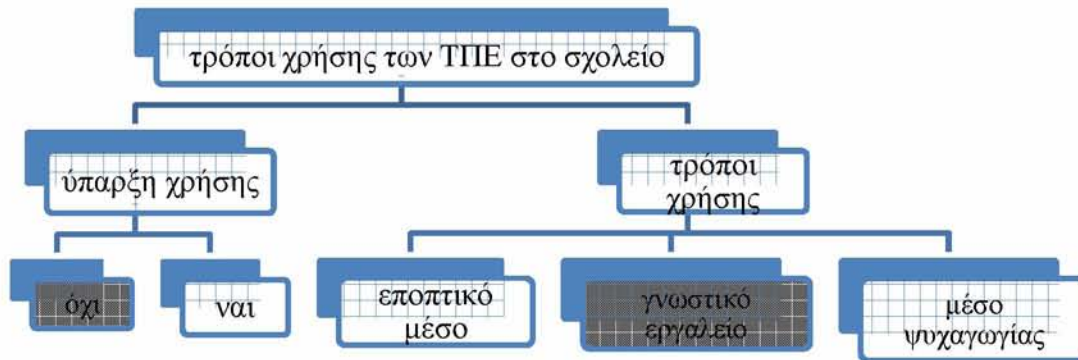 τρόποι χρήσης των ΤΠΕ στο σχολείο
ύπαρξη χρήσης
τρόποι
χρήσης
όχι
ναι
εποπτικό
μέσο
γνωστικό
εργαλείο
μέσο
ψυχαγωγίας